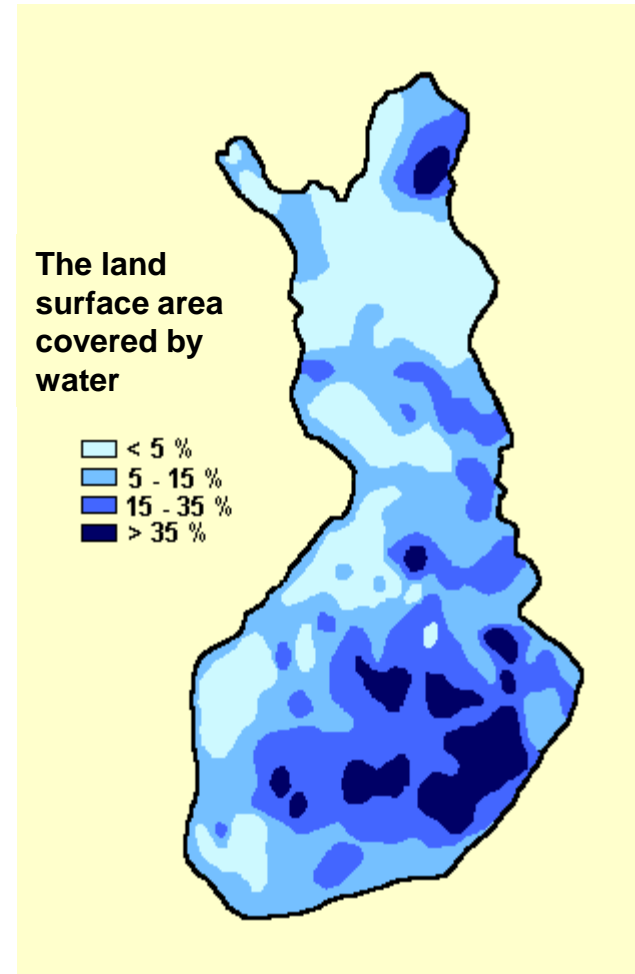 The land
surface area
covered by
water
< 5 %
5 - 15 %
15 - 35 %
> 35 %